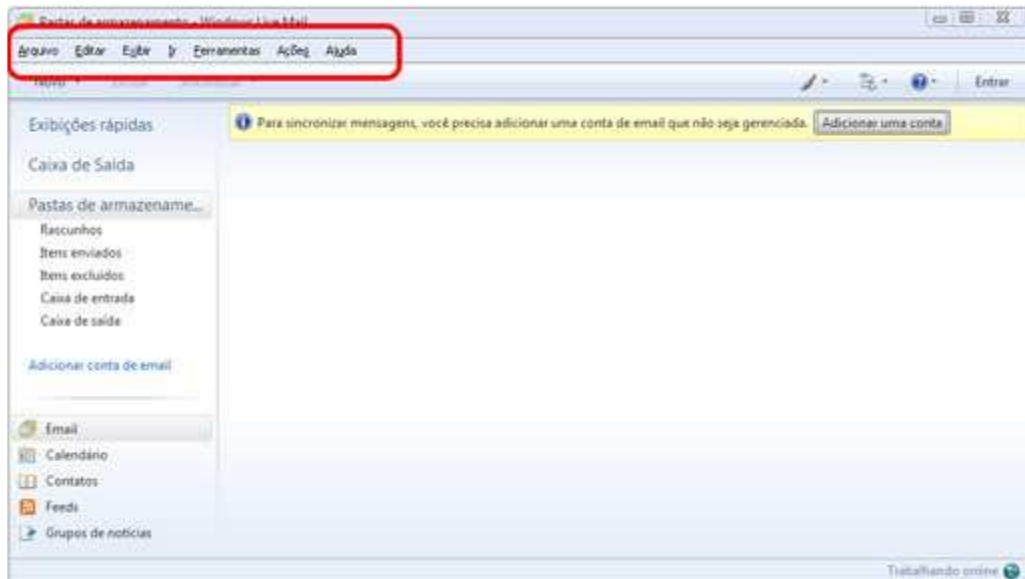 Pastas de armazenamento - Windows Live Mail
Arquivo Editar Exibir Ir Ferramentas Ações Ajuda
Novo
Entrar
Exibições rápidas
Para sincronizar mensagens, você precisa adicionar uma conta de email que não seja gerenciada. Adicionar uma conta
Caixa de Saída
Pastas de armazename...
Rascunhos
Itens enviados
Itens excluídos
Caixa de entrada
Caixa de saída
Adicionar conta de email
Email
Calendário
Contatos
Feeds
Grupos de notícias
Trabalhando online